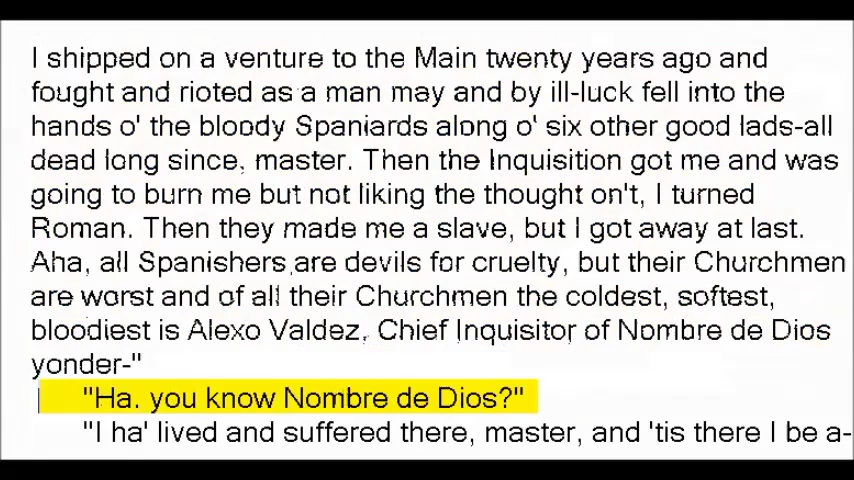 I shipped on a venture to the Main twenty years ago and
fought and rioted as a man may and by ill-luck fell into the
hands o' the bloody Spaniards along o' six other good lads-all
dead long since, master. Then the Inquisition got me and was
going to burn me but not liking the thought on't, I turned
Roman. Then they made me a slave, but I got away at last.
Aha, all Spanishers are devils for cruelty, but their Churchmen
are worst and of all their Churchmen the coldest, softest,
bloodiest is Alexo Valdez, Chief Inquisitor of Nombre de Dios
yonder-"
"Ha. you know Nombre de Dios?"
"I ha' lived and suffered there, master, and 'tis there I be a-